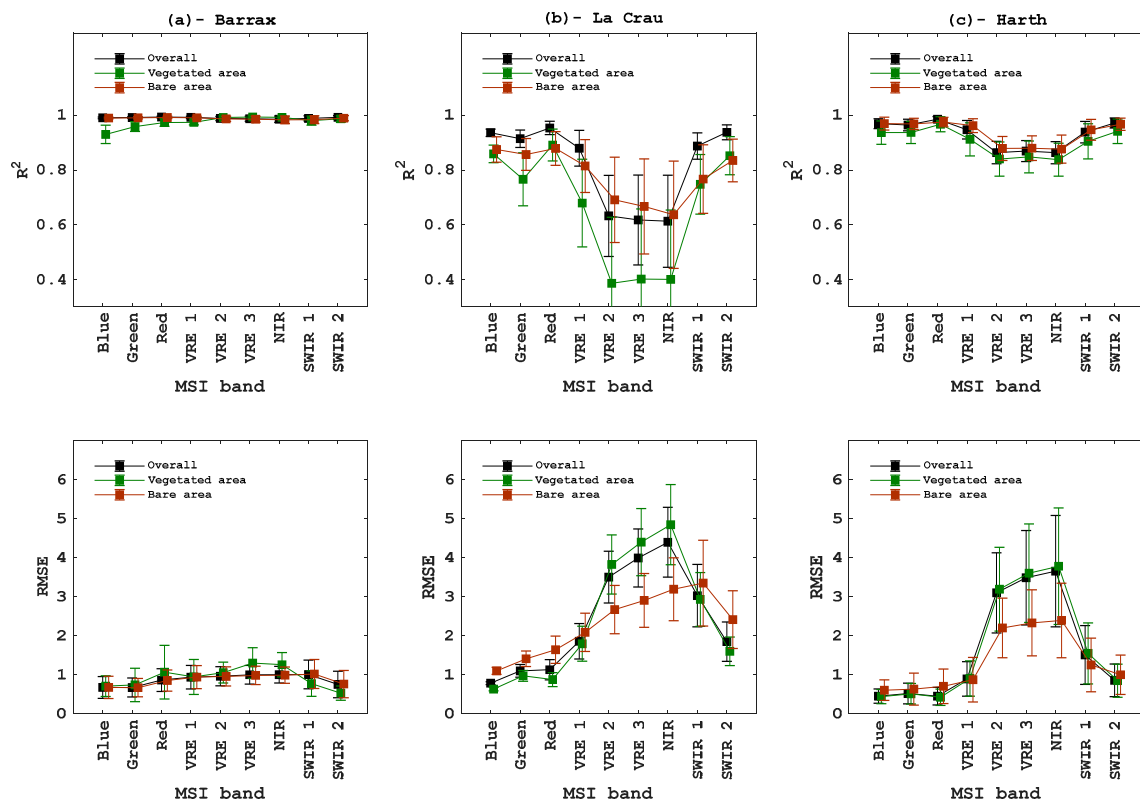 (a)- Barrax
Overall
Vegetated area
Bare area
1
0.8
0.6
0.4
R2
Blue
Green
Red
VRE 1
VRE 2
VRE 3
NIR
SWIR 1
SWIR 2
MSI band
(b)- La Crau
Overall
Vegetated area
Bare area
1
0.8
0.6
0.4
R2
Blue
Green
Red
VRE 1
VRE 2
VRE 3
NIR
SWIR 1
SWIR 2
MSI band
(c)- Harth
Overall
Vegetated area
Bare area
1
0.8
0.6
0.4
R2
Blue
Green
Red
VRE 1
VRE 2
VRE 3
NIR
SWIR 1
SWIR 2
MSI band
Overall
Vegetated area
Bare area
6
5
4
3
2
1
0
RMSE
Blue
Green
Red
VRE 1
VRE 2
VRE 3
NIR
SWIR 1
SWIR 2
MSI band
Overall
Vegetated area
Bare area
6
5
4
3
2
1
0
RMSE
Blue
Green
Red
VRE 1
VRE 2
VRE 3
NIR
SWIR 1
SWIR 2
MSI band
Overall
Vegetated area
Bare area
6
5
4
3
2
1
0
RMSE
Blue
Green
Red
VRE 1
VRE 2
VRE 3
NIR
SWIR 1
SWIR 2
MSI band